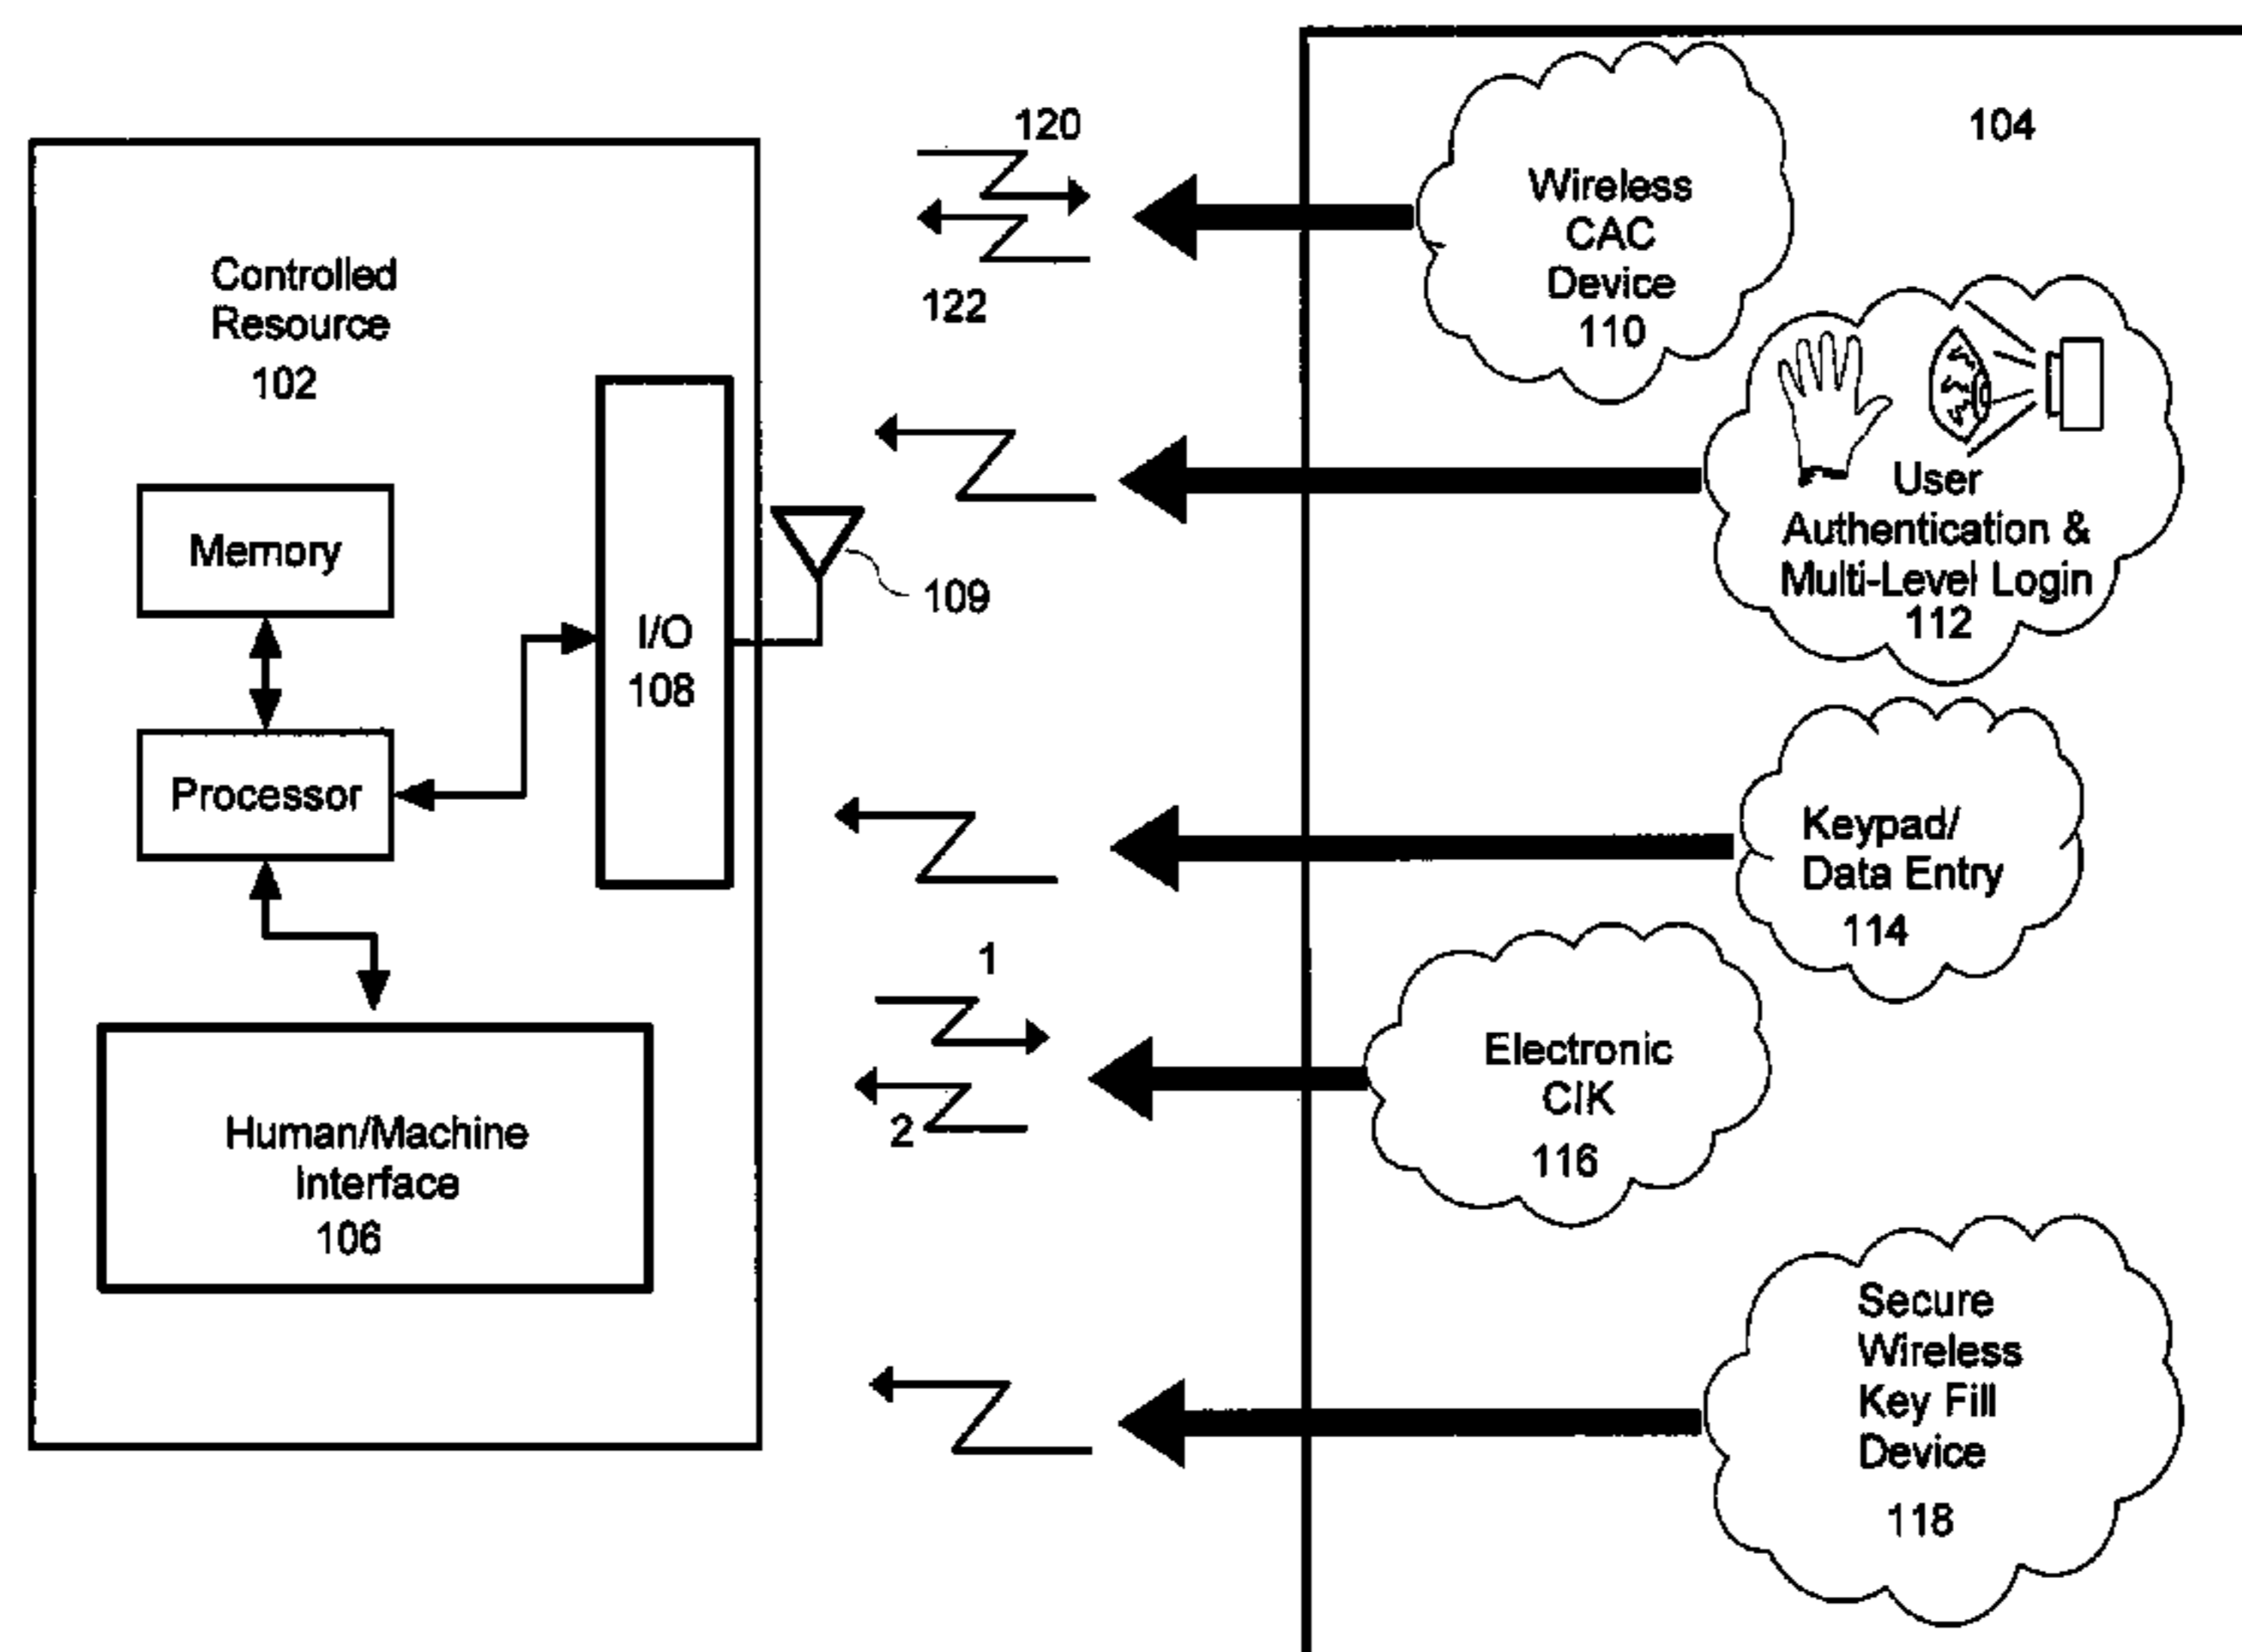 Controlled
Resource
102
Memory
Processor
I/O
108
109
Human/Machine
Interface
106
120
122
1
2
104
Wireless
CAC
Device
110
User
Authentication &
Multi-Level Login
112
Keypad/
Data Entry
114
Electronic
CIK
116
Secure
Wireless
Key Fill
Device
118